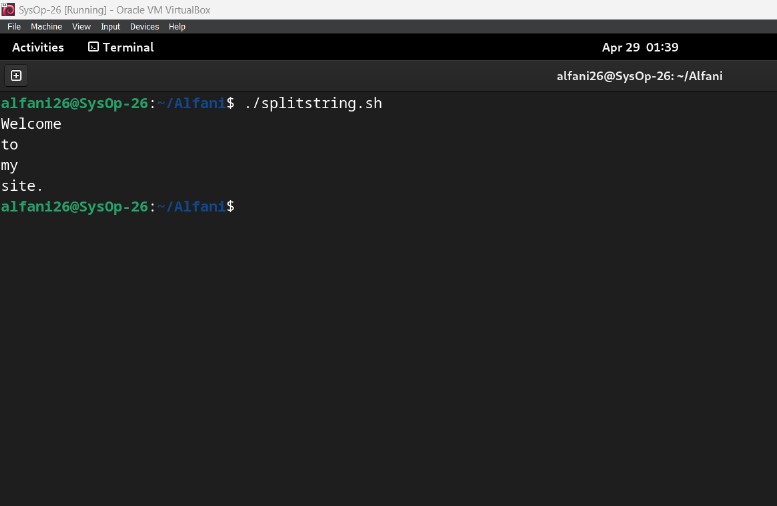 SysOp-26 [Running] - Oracle VM VirtualBox
File Machine View Input Devices Help
Activities Terminal Apr 29 01:39
alfani26@SysOp-26: ~/Alfani
alfani26@SysOp-26:~/Alfani$ ./splitstring.sh
Welcome
to
my
site.
alfani26@SysOp-26:~/Alfani$